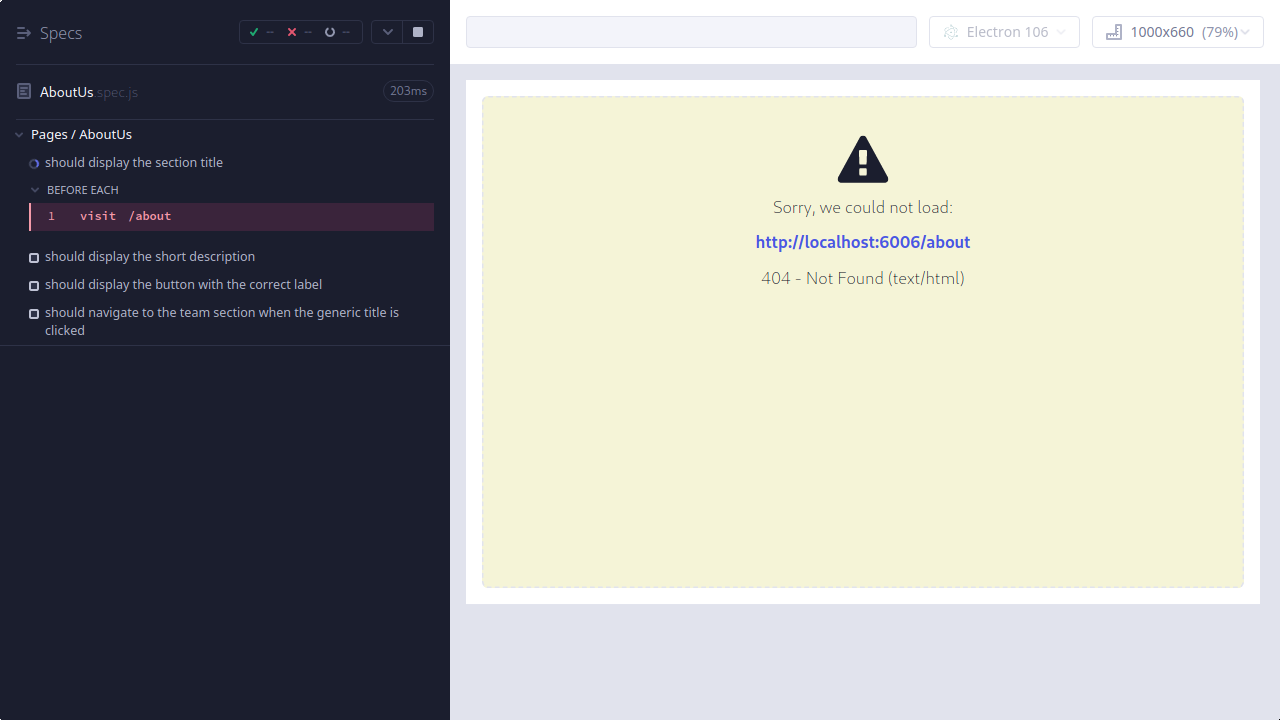 Specs
--
--
--
AboutUs spec.js
203ms
Pages / AboutUs
should display the section title
BEFORE EACH
1 visit /about
should display the short description
should display the button with the correct label
should navigate to the team section when the generic title is
clicked
Electron 106
1000x660 (79%)
Sorry, we could not load:
http://localhost:6006/about
404 - Not Found (text/html)